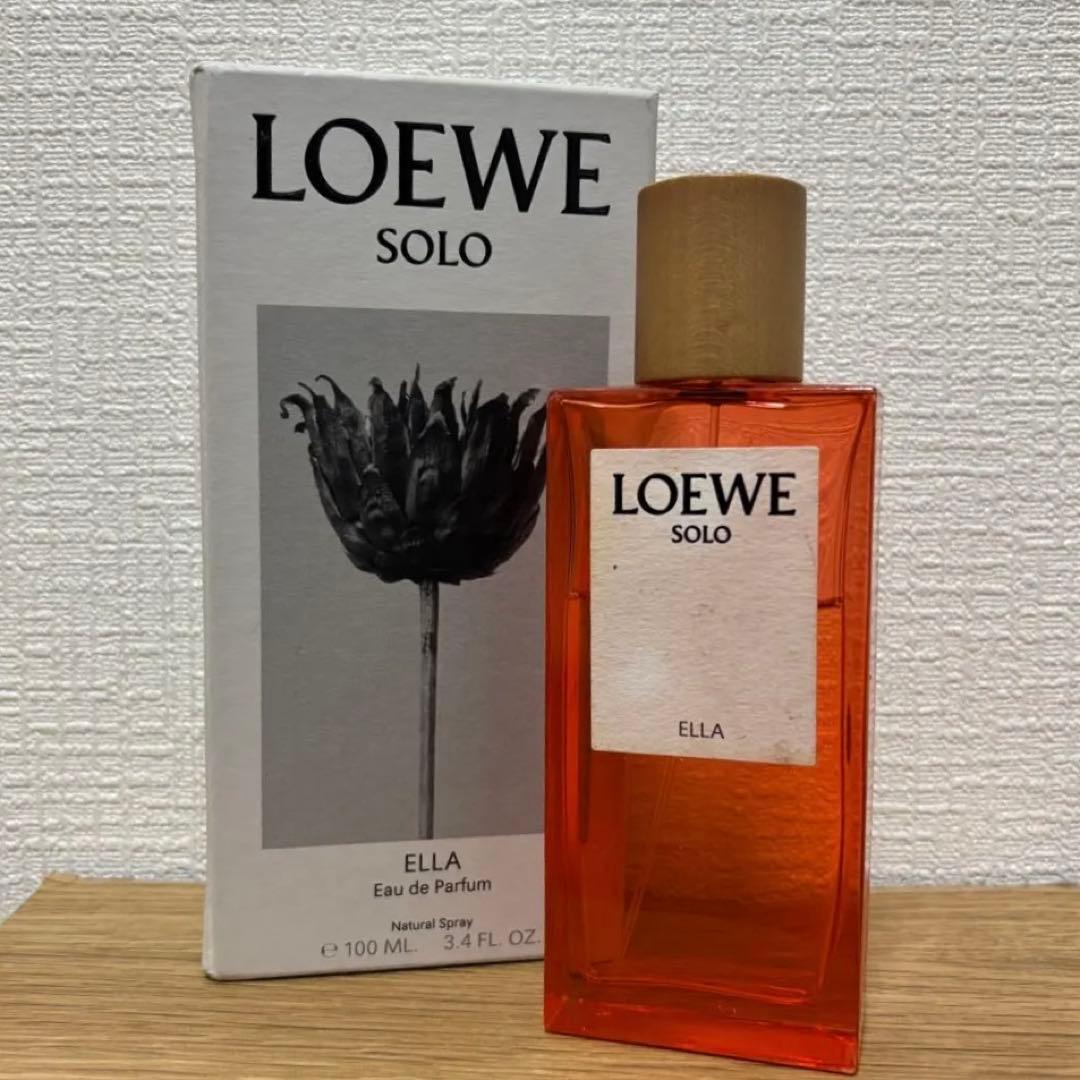 LOEWE
SOLO
ELLA
Eau de Parfum
Natural Spray
℮ 100 ML. 3.4 FL. OZ.
LOEWE
SOLO
ELLA